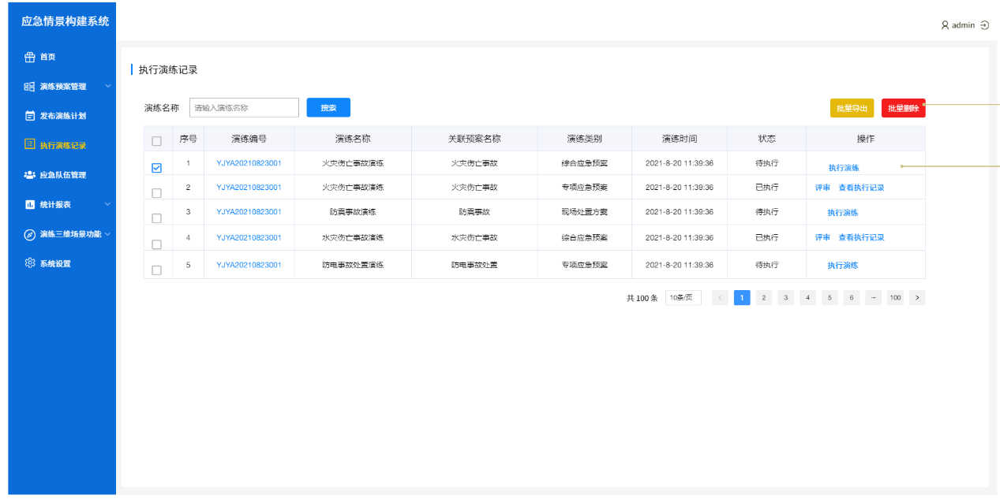 应急情景构建系统
admin
首页
演练预案管理
发布演练计划
执行演练记录
应急队伍管理
统计报表
演练三维场景功能
系统设置
执行演练记录
演练名称 请输入演练名称 搜索 批量导出 批量删除
序号 演练编号 演练名称 关联预案名称 演练类别 演练时间 状态 操作
1 YJYA20210823001 火灾伤亡事故演练 火灾伤亡事故 综合应急预案 2021-8-20 11:39:36 待执行 执行演练
2 YJYA20210823001 火灾伤亡事故演练 火灾伤亡事故 专项应急预案 2021-8-20 11:39:36 已执行 评审 查看执行记录
3 YJYA20210823001 防震事故演练 防震事故 现场处置方案 2021-8-20 11:39:36 待执行 执行演练
4 YJYA20210823001 水灾伤亡事故演练 水灾伤亡事故 综合应急预案 2021-8-20 11:39:36 已执行 评审 查看执行记录
5 YJYA20210823001 防电事故处置演练 防电事故处置 专项应急预案 2021-8-20 11:39:36 待执行 执行演练
共 100 条 10条/页 < 1 2 3 4 5 6 ··· 100 >